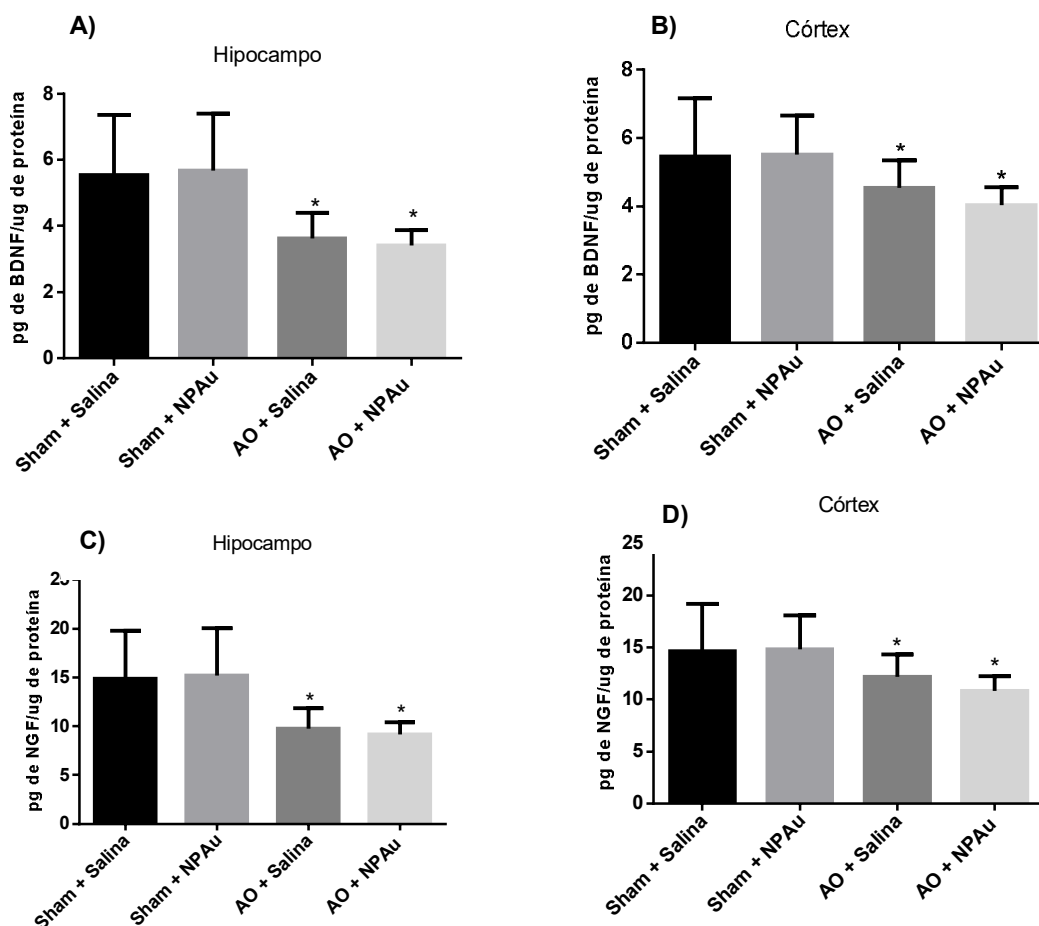 A)
Hipocampo
pg de BDNF/ug de proteína
8
6
4
2
0
*
*
Sham + Salina
Sham + NPAu
AO + Salina
AO + NPAu
B)
Córtex
pg de BDNF/ug de proteína
8
6
4
2
0
*
*
Sham + Salina
Sham + NPAu
AO + Salina
AO + NPAu
C)
Hipocampo
pg de NGF/ug de proteína
20
15
10
5
0
*
*
Sham + Salina
Sham + NPAu
AO + Salina
AO + NPAu
D)
Córtex
pg de NGF/ug de proteína
25
20
15
10
5
0
*
*
Sham + Salina
Sham + NPAu
AO + Salina
AO + NPAu